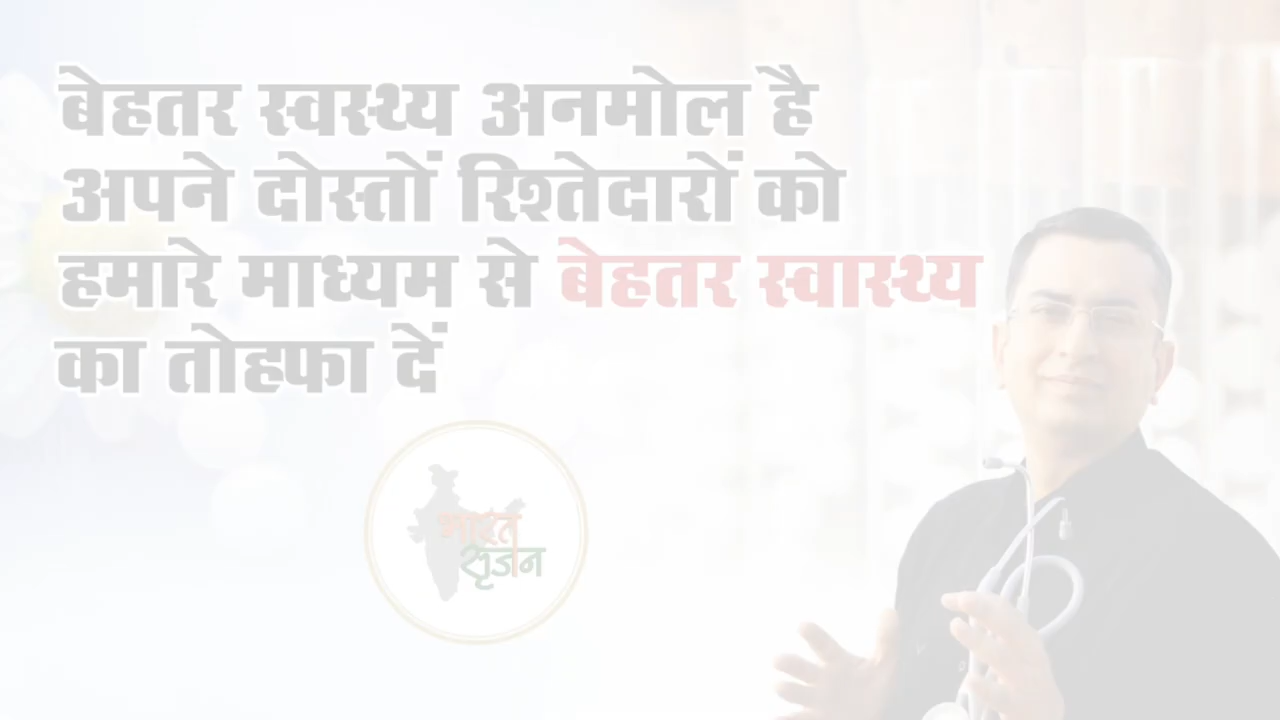 बेहतर स्वस्थ्य अनमोल है
अपने दोस्तों रिश्तेदारों को
हमारे माध्यम से बेहतर स्वास्थ्य
का तोहफा दें
भारत
सृजन